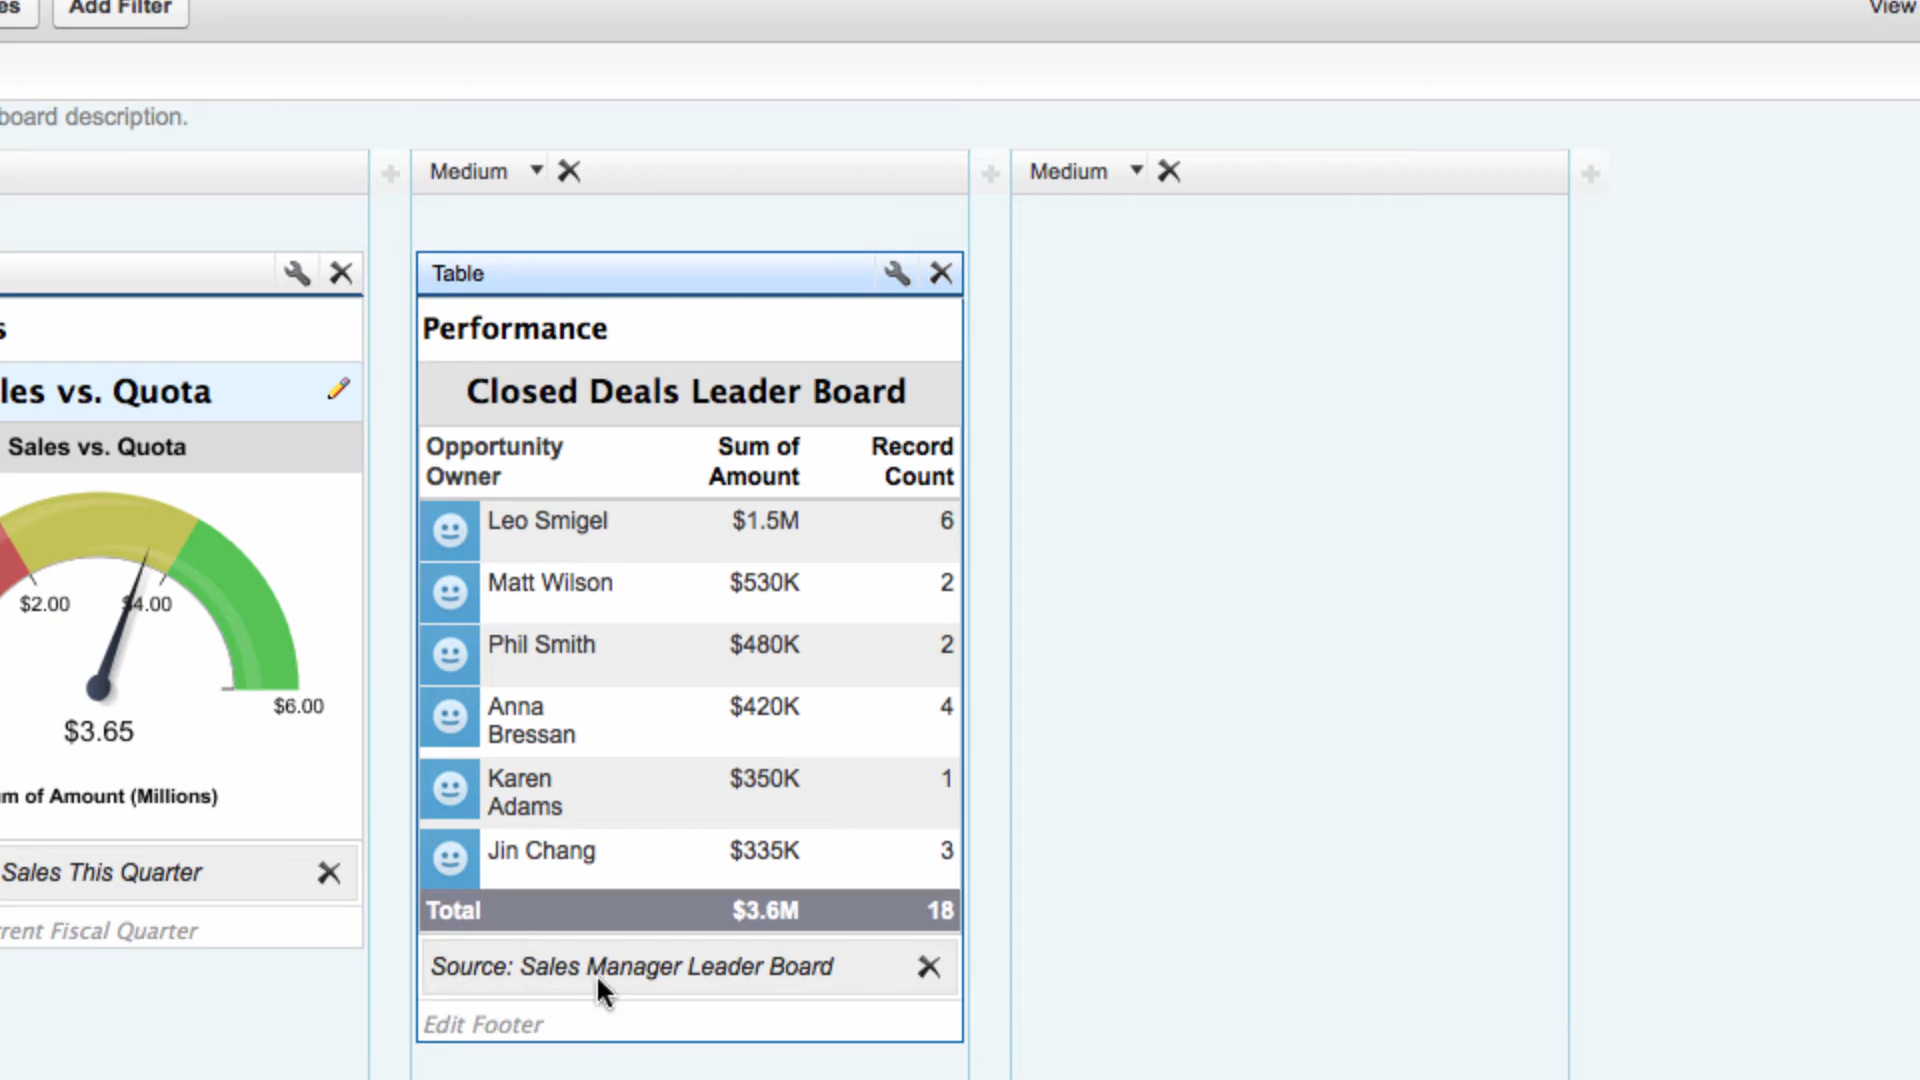 Add Filter
View
board description.
Medium
Medium
Table
Performance
les vs. Quota
Closed Deals Leader Board
Sales vs. Quota
Opportunity Owner
Sum of Amount
Record Count
Leo Smigel $1.5M 6
Matt Wilson $530K 2
Phil Smith $480K 2
Anna Bressan $420K 4
Karen Adams $350K 1
Jin Chang $335K 3
Total $3.6M 18
$2.00
$4.00
$6.00
$3.65
m of Amount (Millions)
Sales This Quarter
rent Fiscal Quarter
Source: Sales Manager Leader Board
Edit Footer